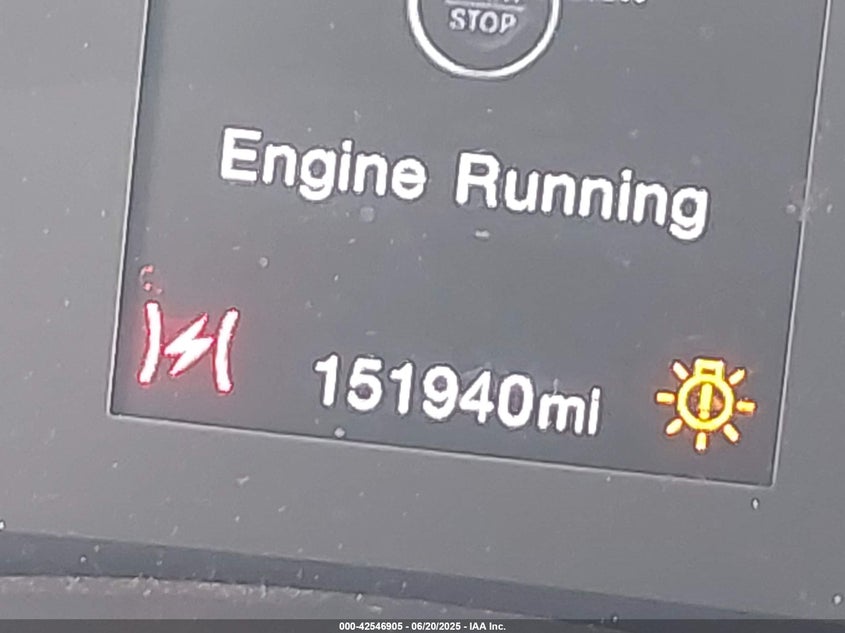 STOP
Engine Running
151940mi
000-42546905 - 06/20/2025 - IAA Inc.